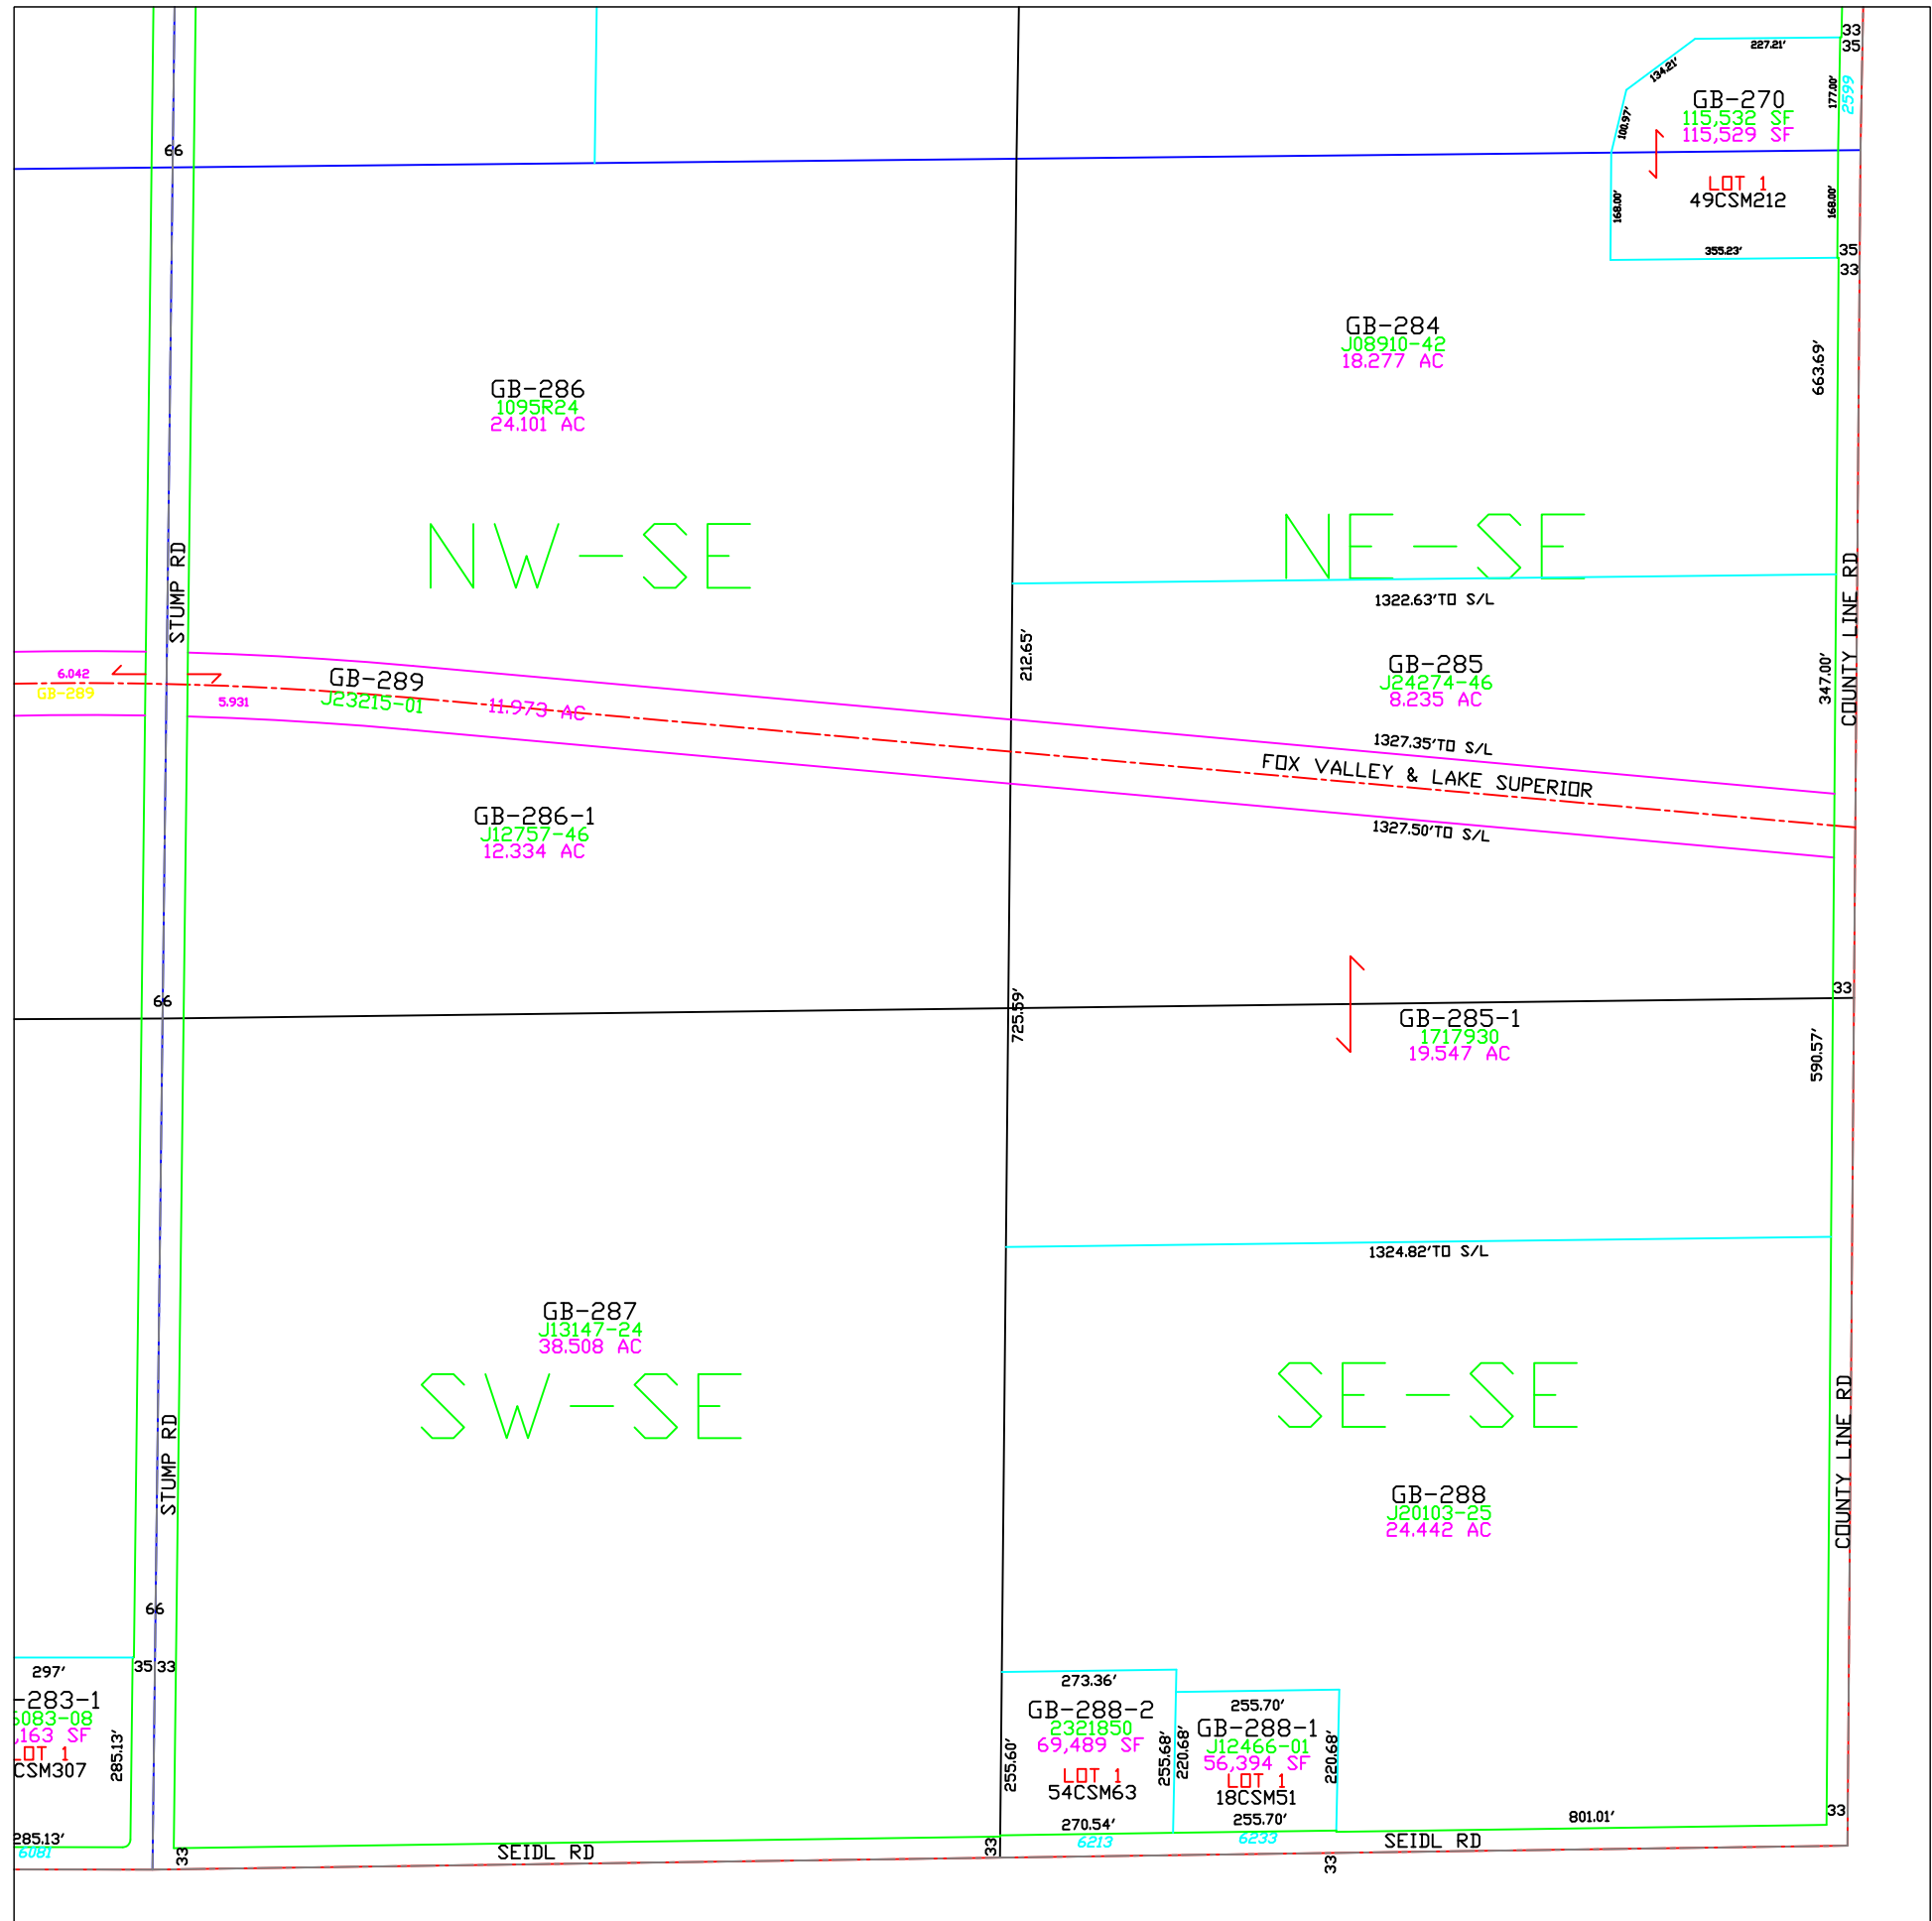 33
35
227.21'
134.21'
177.00'
2599
100.97'
GB-270
115,532 SF
115,529 SF
66
LOT 1
49CSM212
168.00'
168.00'
355.23'
35
33
GB-284
J08910-42
18.277 AC
663.69'
GB-286
1095R24
24.101 AC
NW-SE
NE-SE
STUMP RD
COUNTY LINE RD
1322.63'TO S/L
212.65'
GB-285
J24274-46
8.235 AC
347.00'
6.042
GB-289
GB-289
J23215-01
5.931
11.973 AC
1327.35'TO S/L
FOX VALLEY & LAKE SUPERIOR
1327.50'TO S/L
GB-286-1
J12757-46
12.334 AC
66
33
725.59'
GB-285-1
1717930
19.547 AC
590.57'
1324.82'TO S/L
GB-287
J13147-24
38.508 AC
SW-SE
SE-SE
STUMP RD
COUNTY LINE RD
GB-288
J20103-25
24.442 AC
66
35
33
297'
-283-1
6083-08
,163 SF
LOT 1
CSM307
285.13'
285.13'
6081
273.36'
GB-288-2
2321850
69,489 SF
LOT 1
54CSM63
255.60'
255.68'
270.54'
6213
255.70'
GB-288-1
J12466-01
56,394 SF
LOT 1
18CSM51
220.68'
220.68'
255.70'
6233
801.01'
33
33
SEIDL RD
33
SEIDL RD
33